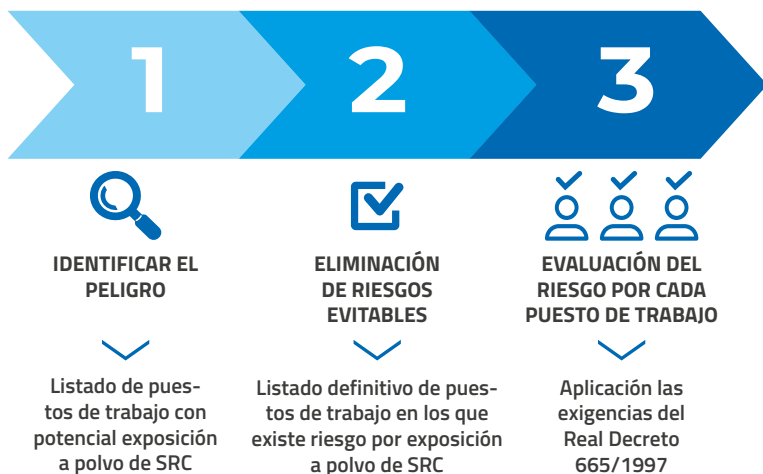 1
2
3
IDENTIFICAR EL
PELIGRO
ELIMINACIÓN
DE RIESGOS
EVITABLES
EVALUACIÓN DEL
RIESGO POR CADA
PUESTO DE TRABAJO
Listado de pues-
tos de trabajo con
potencial exposición
a polvo de SRC
Listado definitivo de pues-
tos de trabajo en los que
existe riesgo por exposición
a polvo de SRC
Aplicación las
exigencias del
Real Decreto
665/1997